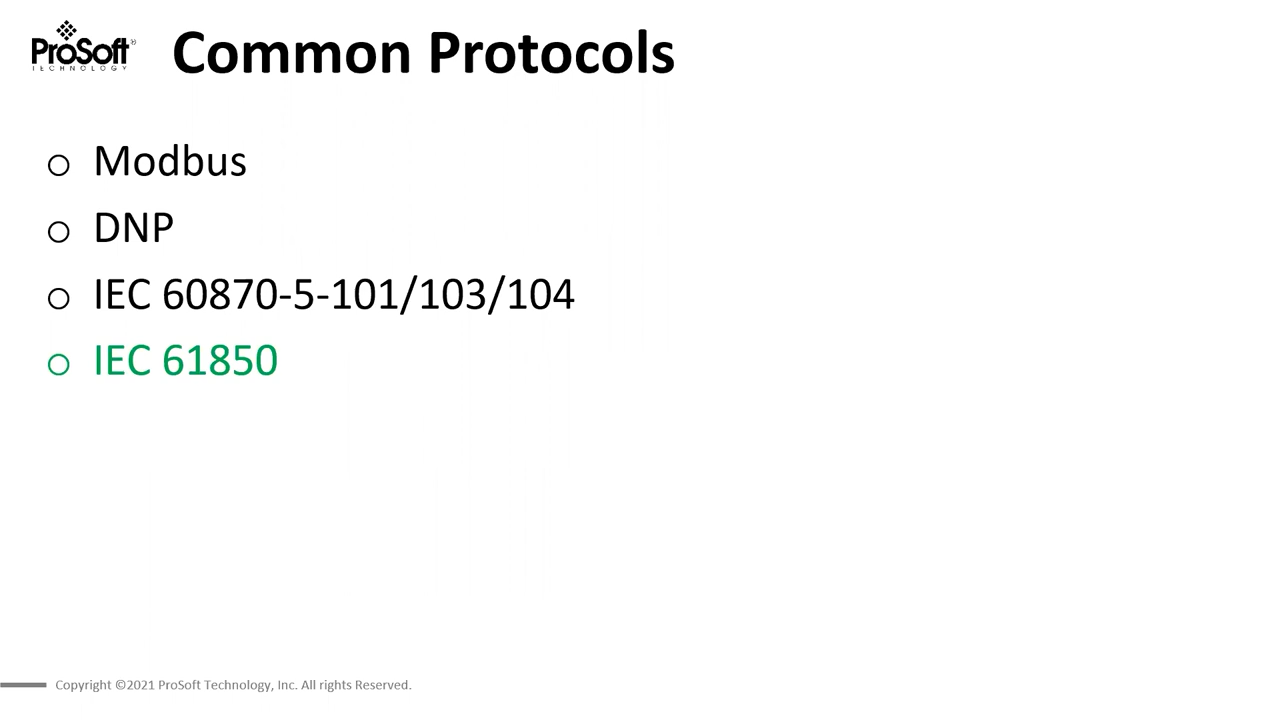 ProSoft®
TECHNOLOGY
Common Protocols
Modbus
DNP
IEC 60870-5-101/103/104
IEC 61850
Copyright ©2021 ProSoft Technology, Inc. All rights Reserved.